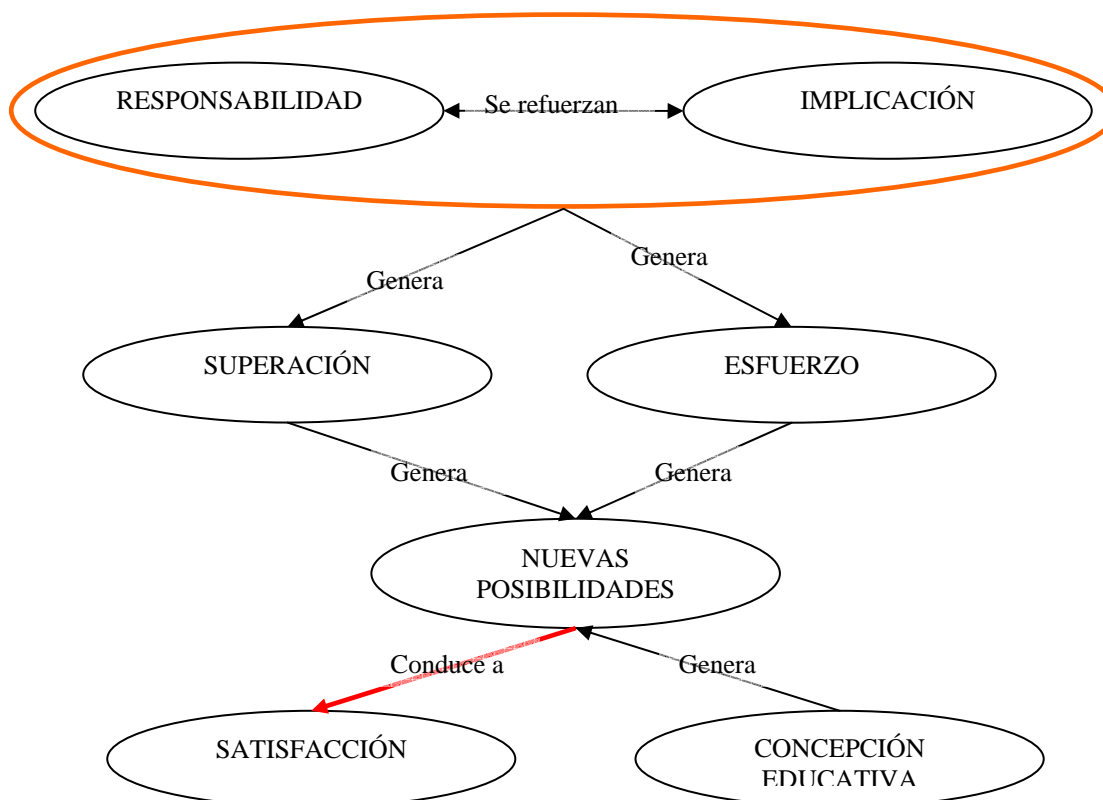 RESPONSABILIDAD
Se refuerzan
IMPLICACIÓN
Genera
Genera
SUPERACIÓN
ESFUERZO
Genera
Genera
NUEVAS
POSIBILIDADES
Conduce a
Genera
SATISFACCIÓN
CONCEPCIÓN
EDUCATIVA